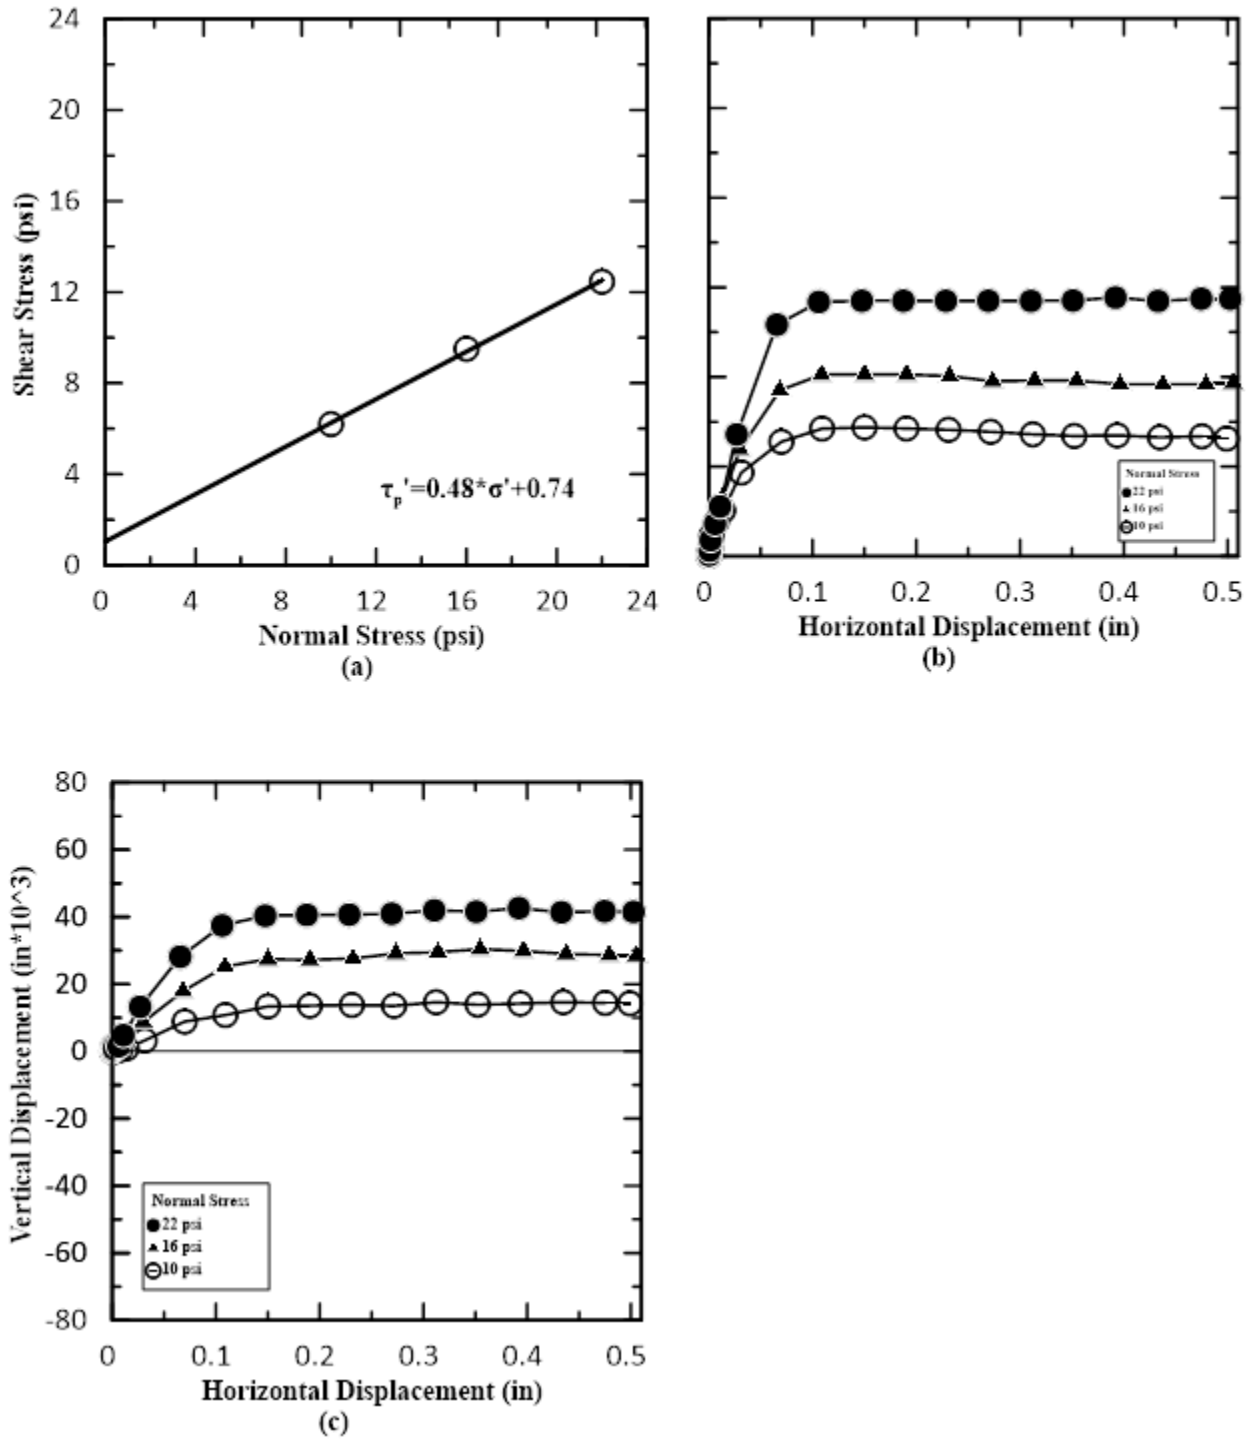 24
20
16
12
8
4
0
Shear Stress (psi)
τp'=0.48*σ'+0.74
0 4 8 12 16 20 24
Normal Stress (psi)
(a)
Normal Stress
22 psi
16 psi
10 psi
0 0.1 0.2 0.3 0.4 0.5
Horizontal Displacement (in)
(b)
80
60
40
20
0
-20
-40
-60
-80
Vertical Displacement (in*10^3)
Normal Stress
22 psi
16 psi
10 psi
0 0.1 0.2 0.3 0.4 0.5
Horizontal Displacement (in)
(c)